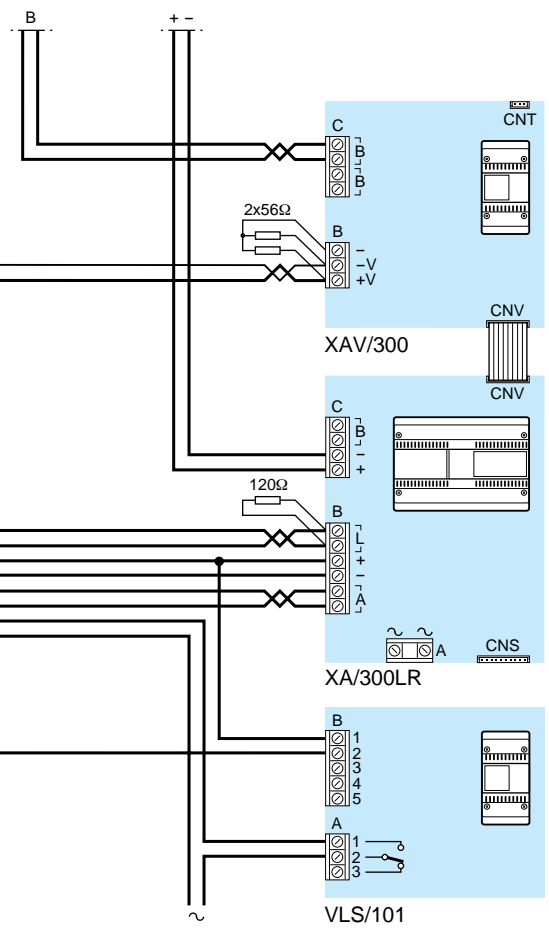 B
+ −
CNT
C
B
B
2x56Ω
B
−
−V
+V
CNV
XAV/300
CNV
C
B
−
+
120Ω
B
L
+
−
A
∼ ∼
A
CNS
XA/300LR
B
1
2
3
4
5
A
1
2
3
∼
VLS/101